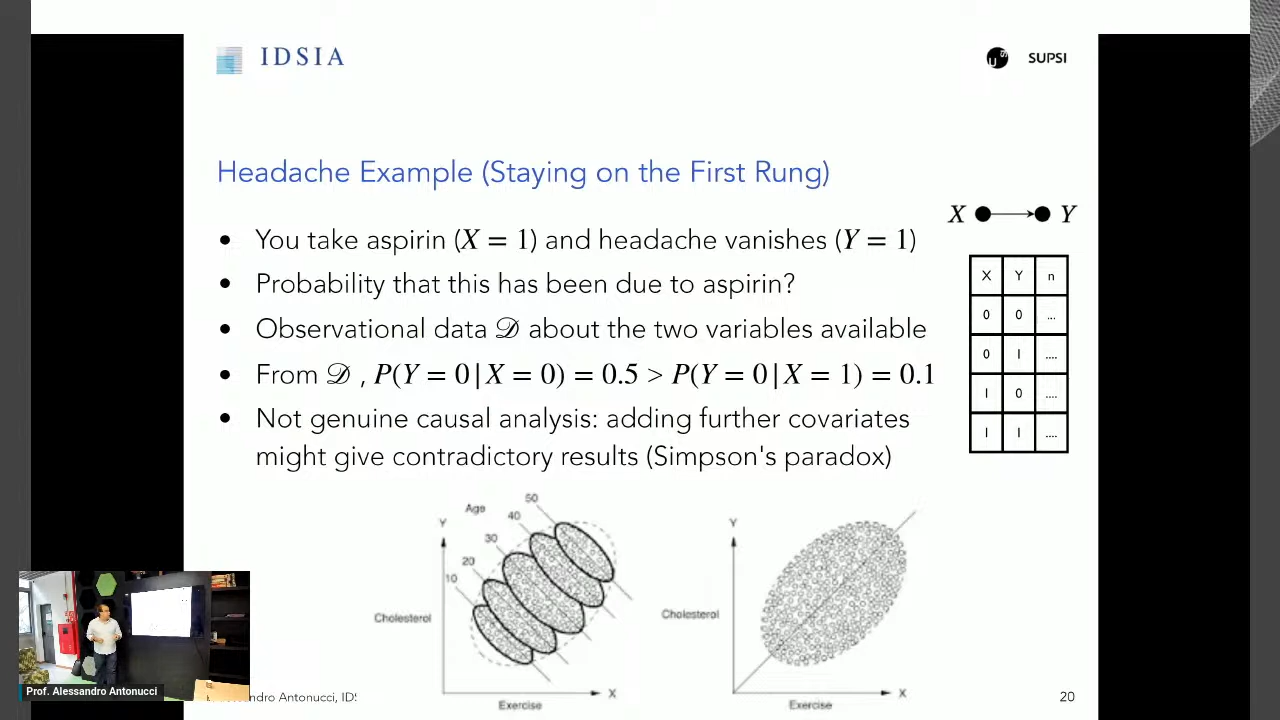 IDSIA
SUPSI
Headache Example (Staying on the First Rung)
• You take aspirin (X = 1) and headache vanishes (Y = 1)
• Probability that this has been due to aspirin?
• Observational data 𝒟 about the two variables available
• From 𝒟 , P(Y = 0|X = 0) = 0.5 > P(Y = 0|X = 1) = 0.1
• Not genuine causal analysis: adding further covariates
might give contradictory results (Simpson's paradox)
X Y
X Y n
0 0 ...
0 1 ....
1 0 ....
1 1 ....
Age
10
20
30
40
50
Y
Cholesterol
X
Exercise
Y
Cholesterol
X
Exercise
Prof. Alessandro Antonucci
ndro Antonucci, IDS
20